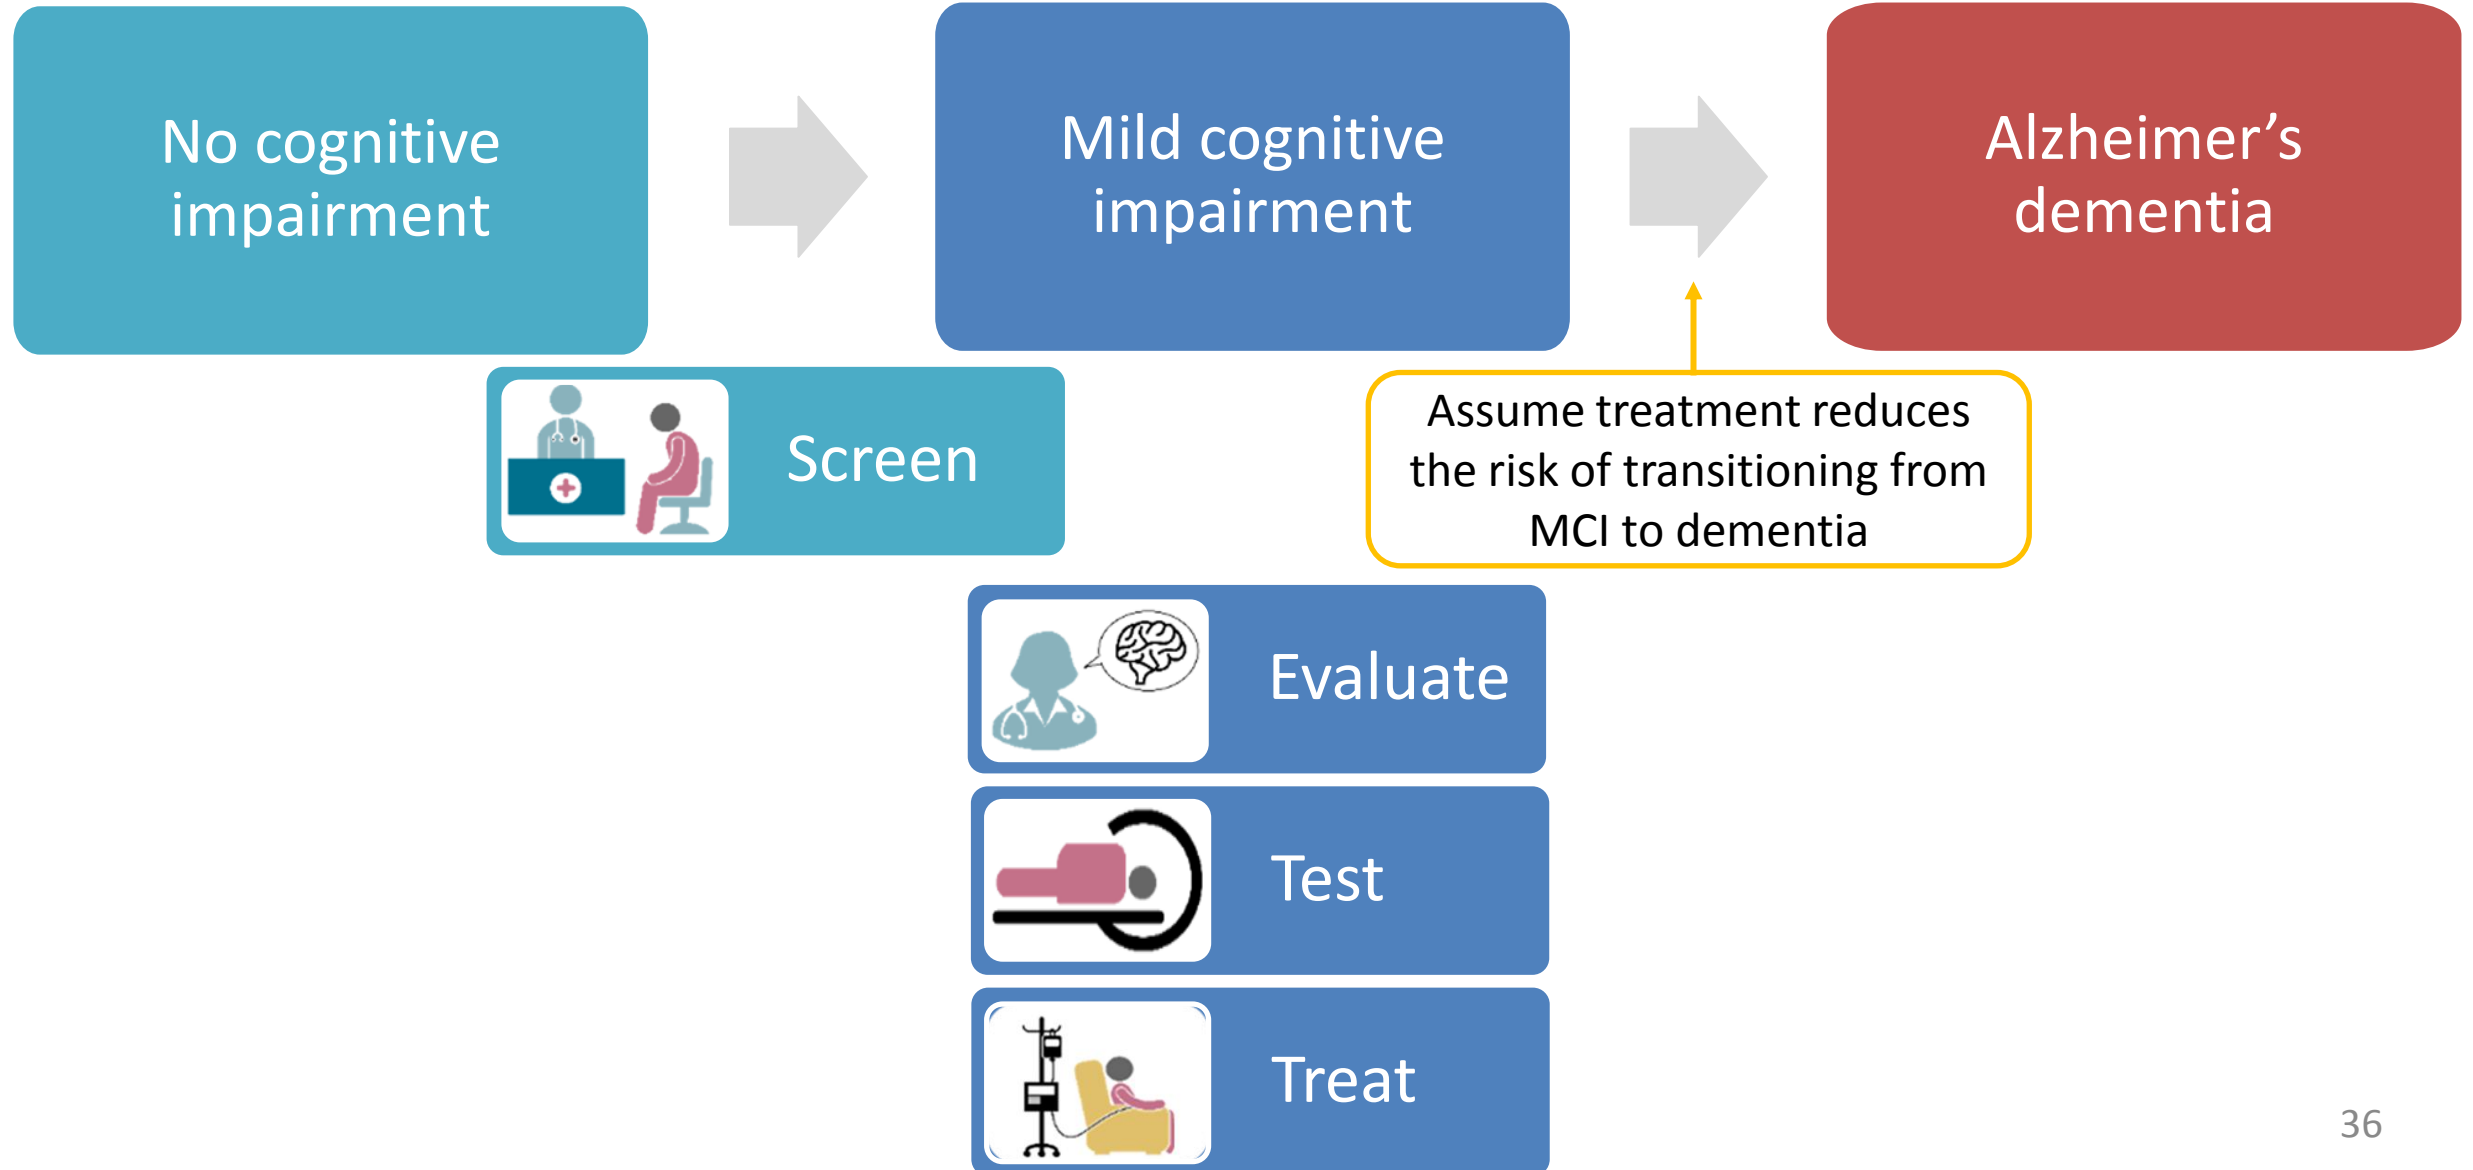 No cognitive
impairment
Mild cognitive
impairment
Alzheimer’s
dementia
Screen
Assume treatment reduces
the risk of transitioning from
MCI to dementia
Evaluate
Test
Treat
36